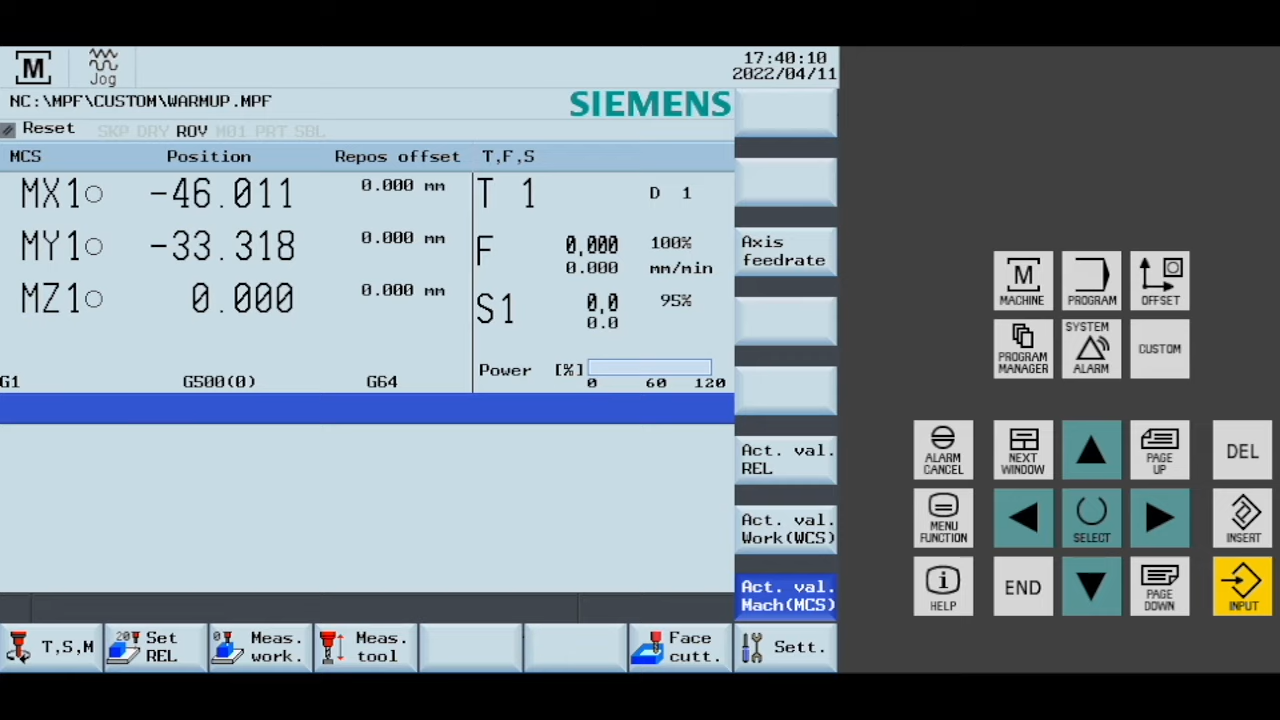 M
Jog
17:40:10
2022/04/11
NC:\MPF\CUSTOM\WARMUP.MPF
SIEMENS
Reset SKP DRY ROV M01 PRT SBL
MCS Position Repos offset T,F,S
MX1 -46.011 0.000 mm T 1 D 1
MY1 -33.318 0.000 mm F 0.000 100%
0.000 mm/min
MZ1 0.000 0.000 mm S1 0.0 95%
0.0
Power [%]
0 60 120
G1 G500(0) G64
Axis
feedrate
Act. val.
REL
Act. val.
Work(WCS)
Act. val.
Mach(MCS)
T,S,M
Set
REL
Meas.
work.
Meas.
tool
Face
cutt.
Sett.
M
MACHINE
PROGRAM
OFFSET
PROGRAM
MANAGER
SYSTEM
ALARM
CUSTOM
ALARM
CANCEL
NEXT
WINDOW
PAGE
UP
DEL
MENU
FUNCTION
SELECT
INSERT
HELP
END
PAGE
DOWN
INPUT